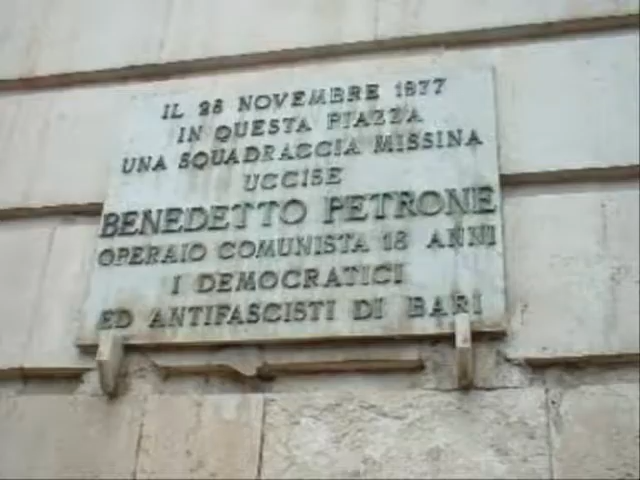 IL 28 NOVEMBRE 1977
IN QUESTA PIAZZA
UNA SQUADRACCIA MISSINA
UCCISE
BENEDETTO PETRONE
OPERAIO COMUNISTA 18 ANNI
I DEMOCRATICI
ED ANTIFASCISTI DI BARI